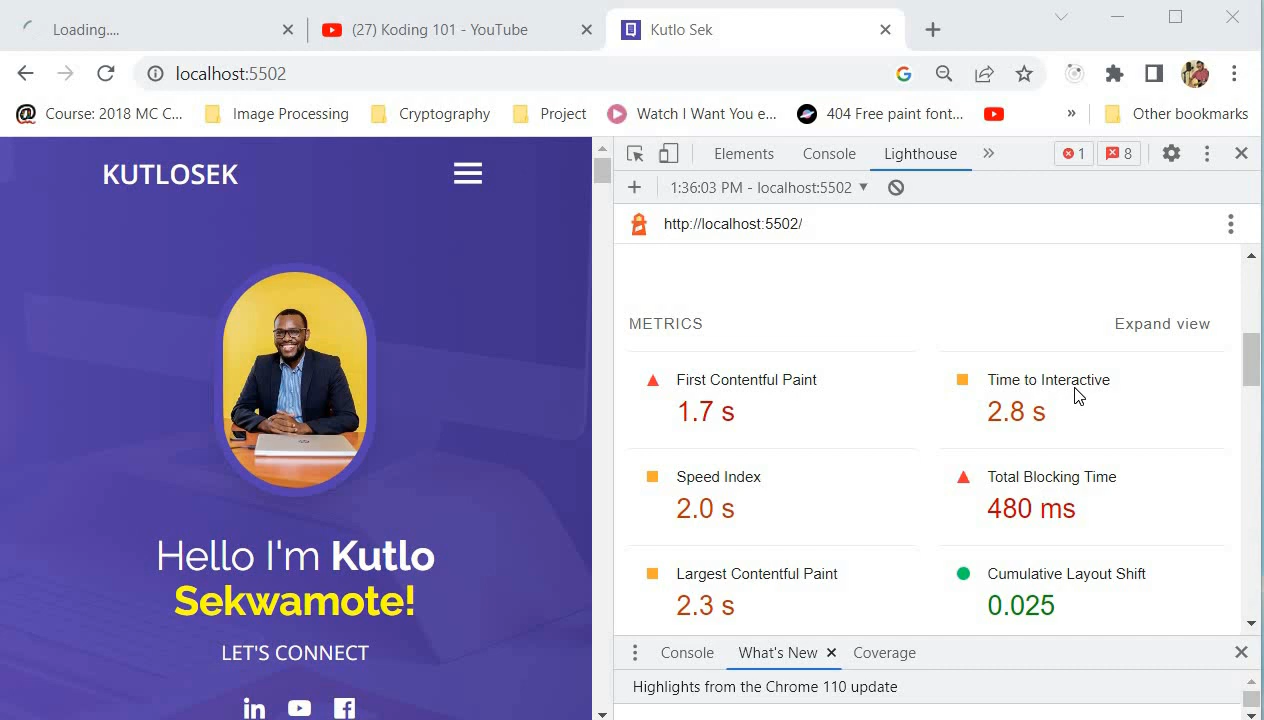 Loading.... (27) Koding 101 - YouTube Kutlo Sek
localhost:5502
Course: 2018 MC C... Image Processing Cryptography Project Watch I Want You e... 404 Free paint font... » Other bookmarks
KUTLOSEK
Hello I'm Kutlo
Sekwamote!
LET'S CONNECT
Elements Console Lighthouse » 1 8
1:36:03 PM - localhost:5502
http://localhost:5502/
METRICS Expand view
First Contentful Paint
1.7 s
Time to Interactive
2.8 s
Speed Index
2.0 s
Total Blocking Time
480 ms
Largest Contentful Paint
2.3 s
Cumulative Layout Shift
0.025
Console What's New Coverage
Highlights from the Chrome 110 update